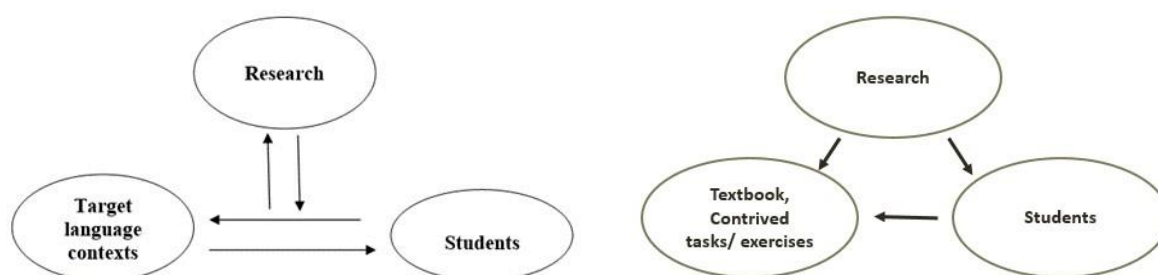 Research
Target
language
contexts
Students
Research
Textbook,
Contrived
tasks/ exercises
Students